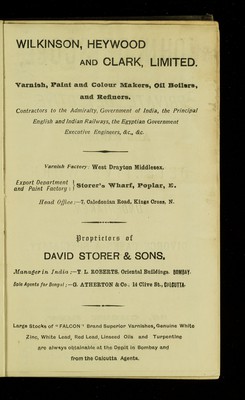 WILKINSON, HEYWOOD
AND CLARK, LIMITED.
Varnish, Paint and Colour Makers, Oil Boilers,
and Refiners.
Contractors to the Admiralty, Government of India, the Principal
English and Indian Railways, the Egyptian Government
Executive Engineers, &c., &c.
Varnish Factory: West Drayton Middlesex.
Export Department
and Paint Factory: } Storer's Wharf, Poplar, E.
Head Office:—7, Caledonian Road, Kings Cross, N.
Proprietors of
DAVID STORER & SONS,
Manager in India:—T. L. ROBERTS, Oriental Buildings, BOMBAY.
Sole Agents for Bengal;—G. ATHERTON & Co., 14 Clive St., CALCUTTA.
Large Stocks of "FALCON" Brand Superior Varnishes, Genuine White
Zinc, White Lead, Red Lead, Linseed Oils and Turpentine
are always obtainable at the Depôt in Bombay and
from the Calcutta Agents.